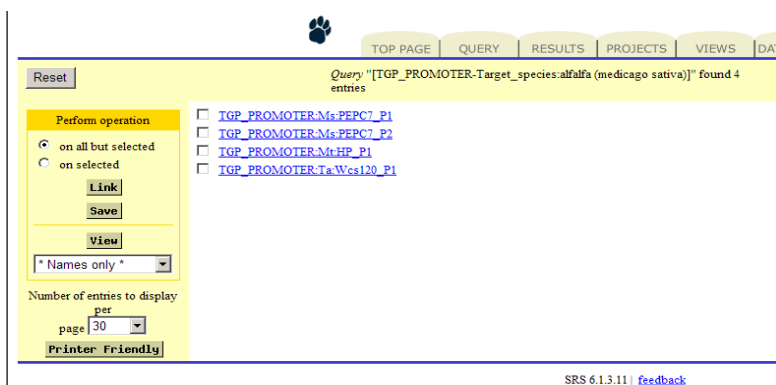 TOP PAGE QUERY RESULTS PROJECTS VIEWS DA
Reset
Query "[TGP_PROMOTER-Target_species:alfalfa (medicago sativa)]" found 4
entries
Perform operation
on all but selected
on selected
Link
Save
View
* Names only *
Number of entries to display
per
page 30
Printer Friendly
TGP_PROMOTER:Ms:PEPC7_P1
TGP_PROMOTER:Ms:PEPC7_P2
TGP_PROMOTER:Mt:HP_P1
TGP_PROMOTER:Ta:Wcs120_P1
SRS 6.1.3.11 | feedback